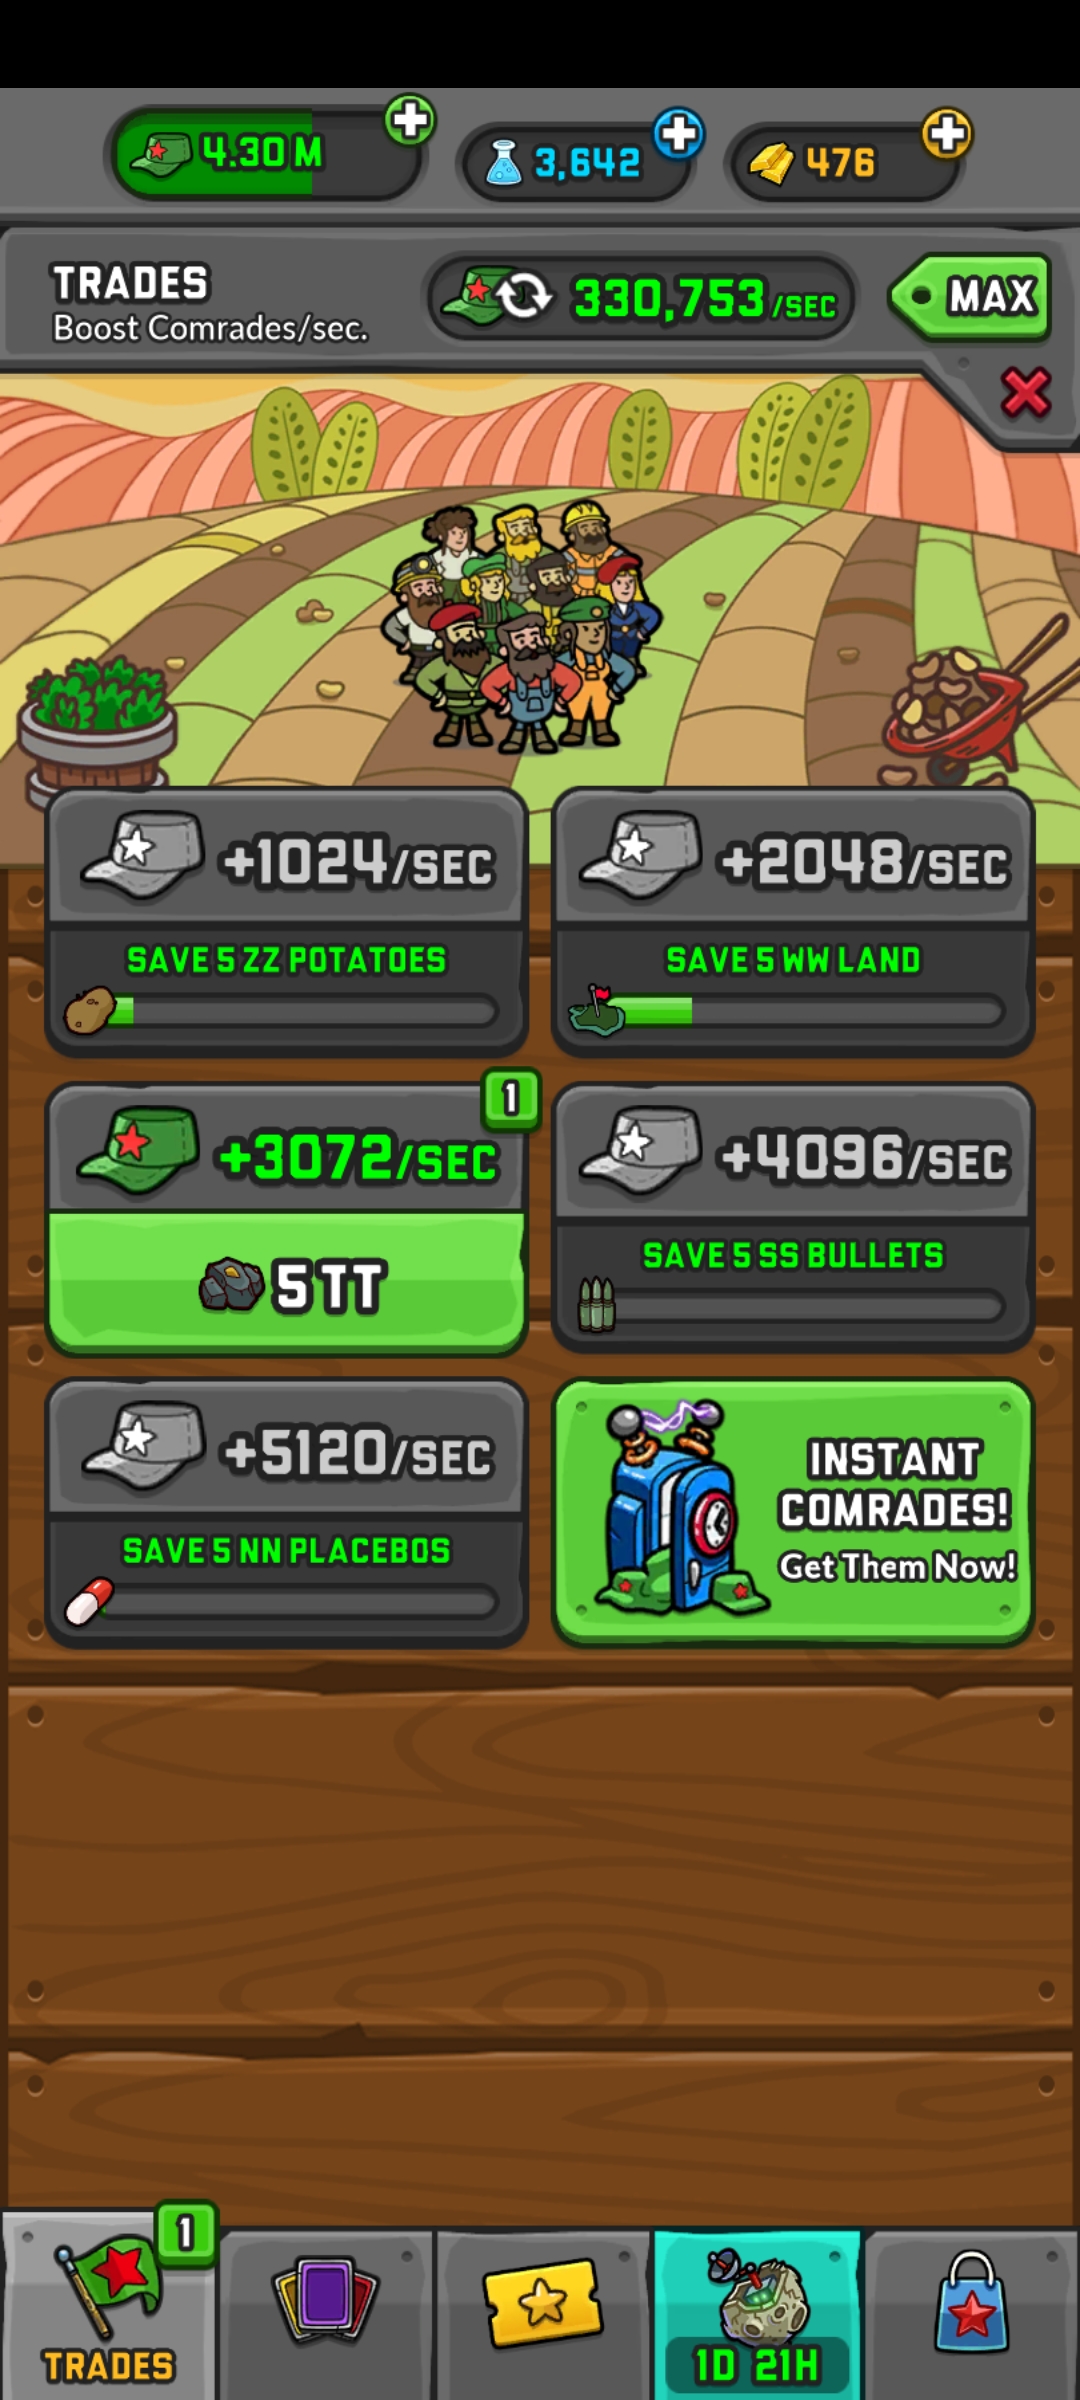 4.30 M
3,642
476
TRADES
Boost Comrades/sec.
330,753 /SEC
MAX
+1024/SEC
+2048/SEC
SAVE 5 ZZ POTATOES
SAVE 5 WW LAND
1
+3072/SEC
+4096/SEC
5 TT
SAVE 5 SS BULLETS
+5120/SEC
SAVE 5 NN PLACEBOS
INSTANT
COMRADES!
Get Them Now!
1
TRADES
1D 21H